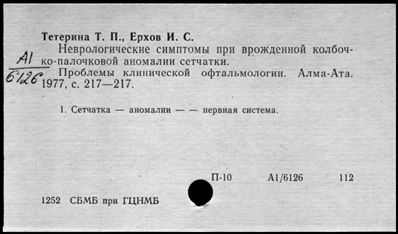 Тетерина Т. П., Ерхов И. С.
Неврологические симптомы при врожденной колбоч-
ко-палочковой аномалии сетчатки.
А1
6126
Проблемы клинической офтальмологии. Алма-Ата.
1977, с. 217—217.
1. Сетчатка — аномалии — — нервная система.
П-10 А1/6126 112
1252 СБМБ при ГЦНМБ